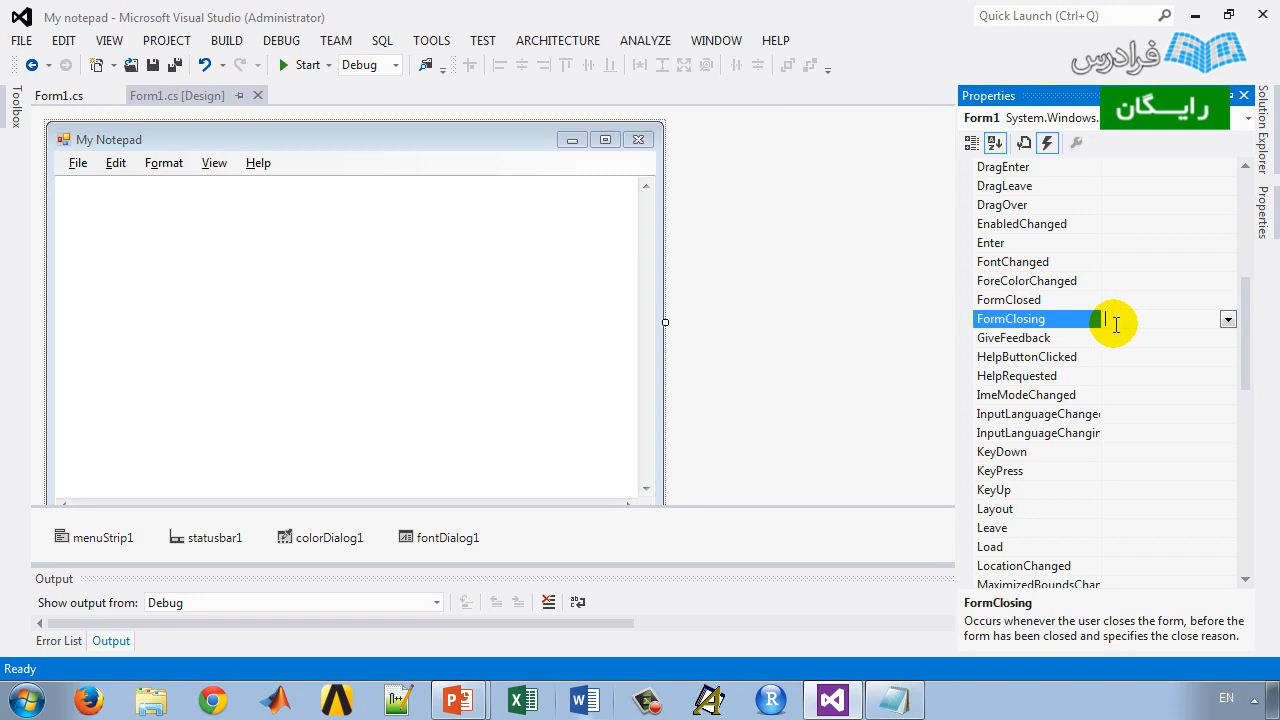 My notepad - Microsoft Visual Studio (Administrator)
Quick Launch (Ctrl+Q)
FILE EDIT VIEW PROJECT BUILD DEBUG TEAM SQL TOOLS TEST ARCHITECTURE ANALYZE WINDOW HELP
فرادرس
Start Debug
Form1.cs Form1.cs [Design]
Toolbox
Properties
رایگان
Form1 System.Windows.
Solution Explorer
Properties
My Notepad
File Edit Format View Help
DragEnter
DragLeave
DragOver
EnabledChanged
Enter
FontChanged
ForeColorChanged
FormClosed
FormClosing
GiveFeedback
HelpButtonClicked
HelpRequested
ImeModeChanged
InputLanguageChange
InputLanguageChangin
KeyDown
KeyPress
KeyUp
Layout
Leave
Load
LocationChanged
MaximizedBoundsChar
menuStrip1 statusbar1 colorDialog1 fontDialog1
Output
Show output from: Debug
Error List Output
FormClosing
Occurs whenever the user closes the form, before the
form has been closed and specifies the close reason.
Ready
EN